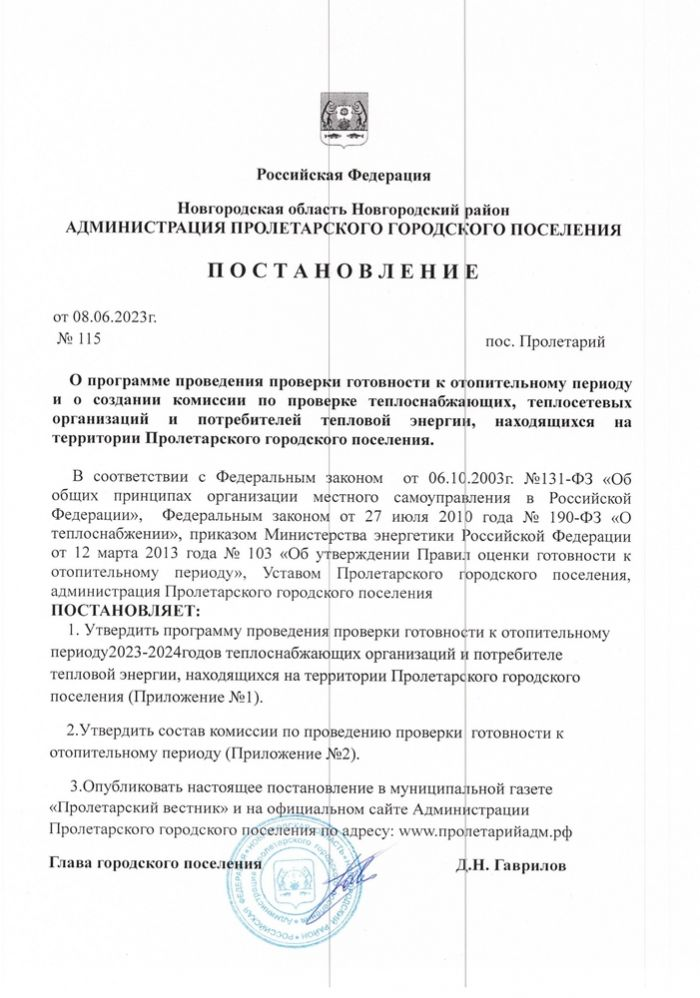 Российская Федерация
Новгородская область Новгородский район
АДМИНИСТРАЦИЯ ПРОЛЕТАРСКОГО ГОРОДСКОГО ПОСЕЛЕНИЯ
ПОСТАНОВЛЕНИЕ
от 08.06.2023г.
№ 115
пос. Пролетарий
О программе проведения проверки готовности к отопительному периоду
и о создании комиссии по проверке теплоснабжающих, теплосетевых
организаций и потребителей тепловой энергии, находящихся на
территории Пролетарского городского поселения.
В соответствии с Федеральным законом от 06.10.2003г. №131-ФЗ «Об
общих принципах организации местного самоуправления в Российской
Федерации», Федеральным законом от 27 июля 2010 года № 190-ФЗ «О
теплоснабжении», приказом Министерства энергетики Российской Федерации
от 12 марта 2013 года № 103 «Об утверждении Правил оценки готовности к
отопительному периоду», Уставом Пролетарского городского поселения,
администрация Пролетарского городского поселения
ПОСТАНОВЛЯЕТ:
1. Утвердить программу проведения проверки готовности к отопительному
периоду2023-2024годов теплоснабжающих организаций и потребителе
тепловой энергии, находящихся на территории Пролетарского городского
поселения (Приложение №1).
2.Утвердить состав комиссии по проведению проверки готовности к
отопительному периоду (Приложение №2).
3.Опубликовать настоящее постановление в муниципальной газете
«Пролетарский вестник» и на официальном сайте Администрации
Пролетарского городского поселения по адресу: www.пролетарийадм.рф
Глава городского поселения Д.Н. Гаврилов